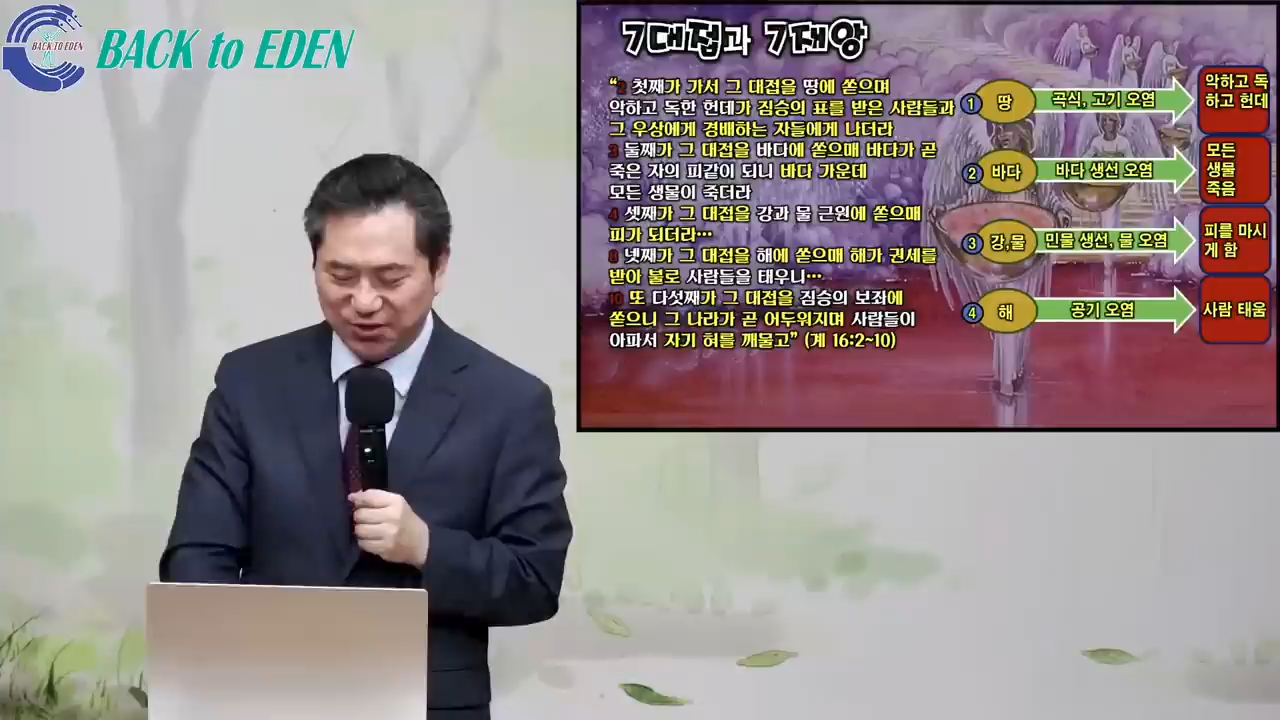 BACK TO EDEN
BACK to EDEN
7대접과 7재앙
“2 첫째가 가서 그 대접을 땅에 쏟으며
악하고 독한 헌데가 짐승의 표를 받은 사람들과
그 우상에게 경배하는 자들에게 나더라
3 둘째가 그 대접을 바다에 쏟으매 바다가 곧
죽은 자의 피같이 되니 바다 가운데
모든 생물이 죽더라
4 셋째가 그 대접을 강과 물 근원에 쏟으매
피가 되더라…
8 넷째가 그 대접을 해에 쏟으매 해가 권세를
받아 불로 사람들을 태우니…
10 또 다섯째가 그 대접을 짐승의 보좌에
쏟으니 그 나라가 곧 어두워지며 사람들이
아파서 자기 혀를 깨물고” (계 16:2~10)
1 땅 곡식, 고기 오염 악하고 독
하고 헌데
2 바다 바다 생선 오염 모든
생물
죽음
3 강,물 민물 생선, 물 오염 피를 마시
게 함
4 해 공기 오염 사람 태움